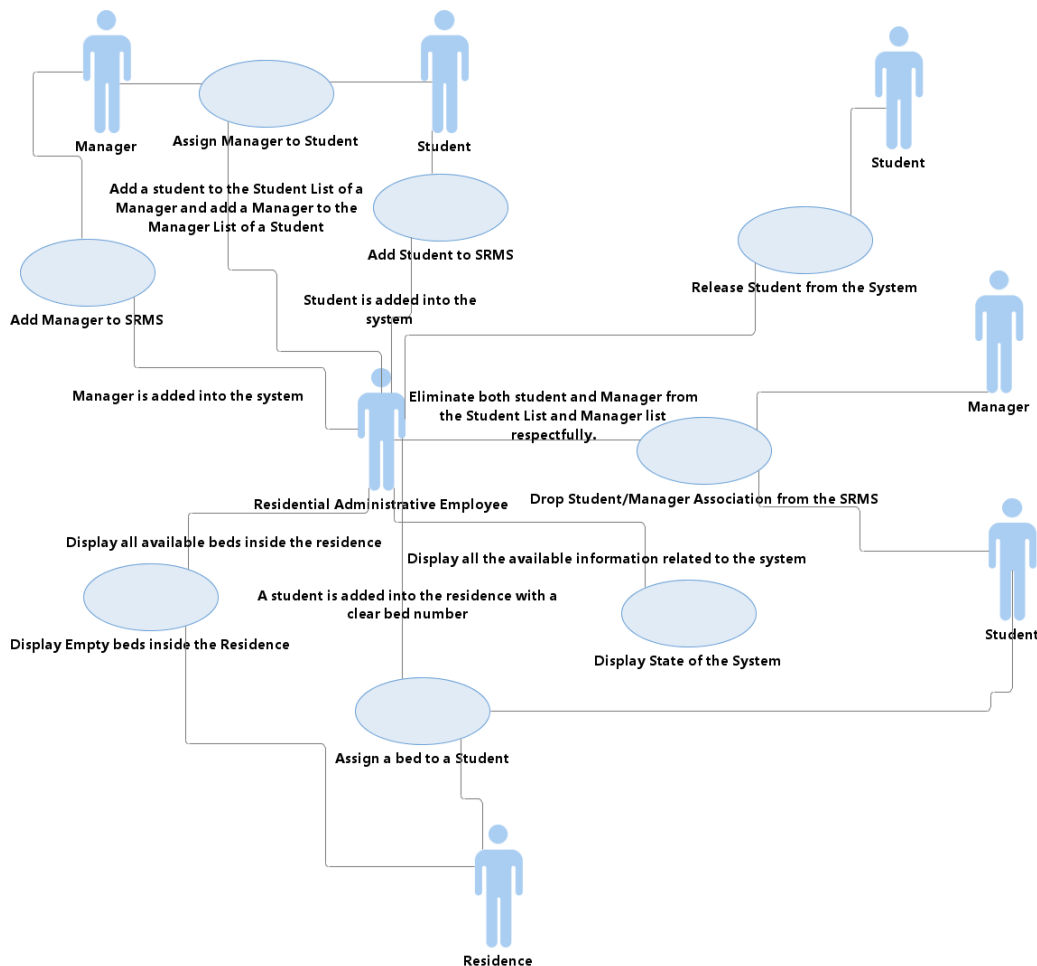 Manager
Assign Manager to Student
Student
Student
Add a student to the Student List of a
Manager and add a Manager to the
Manager List of a Student
Add Student to SRMS
Release Student from the System
Student is added into the
system
Add Manager to SRMS
Manager is added into the system
Eliminate both student and Manager from
the Student List and Manager list
respectfully.
Manager
Residential Administrative Employee
Drop Student/Manager Association from the SRMS
Display all available beds inside the residence
Display all the available information related to the system
A student is added into the residence with a
clear bed number
Student
Display Empty beds inside the Residence
Display State of the System
Assign a bed to a Student
Residence